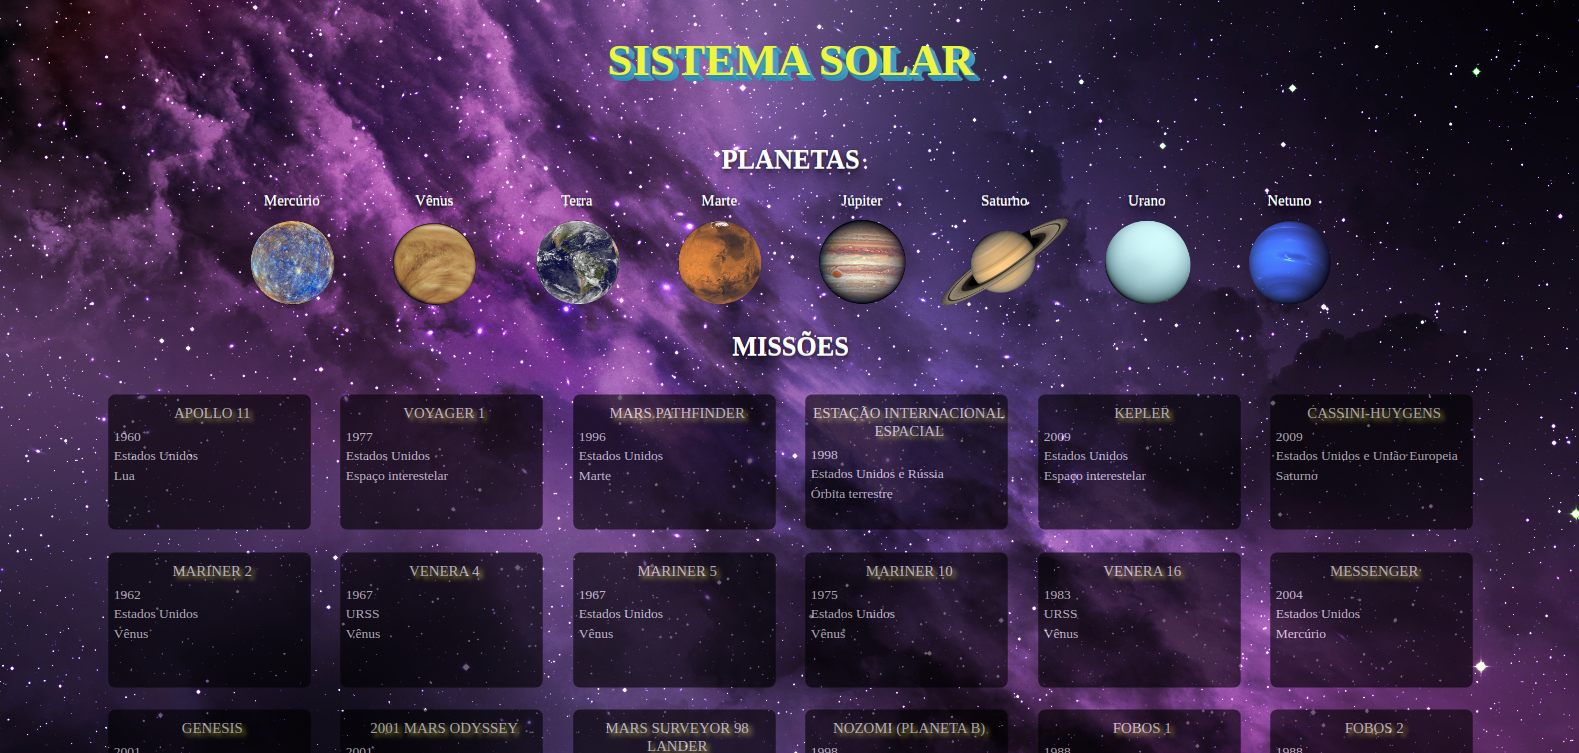 SISTEMA SOLAR
PLANETAS:
Mercúrio Vênus Terra Marte Júpiter Saturno Urano Netuno
MISSÕES
APOLLO 11
1960
Estados Unidos
Lua
VOYAGER 1
1977
Estados Unidos
Espaço interestelar
MARS PATHFINDER
1996
Estados Unidos
Marte
ESTAÇÃO INTERNACIONAL
ESPACIAL
1998
Estados Unidos e Rússia
Órbita terrestre
KEPLER
2009
Estados Unidos
Espaço interestelar
CASSINI-HUYGENS
2009
Estados Unidos e União Europeia
Saturno
MARINER 2
1962
Estados Unidos
Vênus
VENERA 4
1967
URSS
Vênus
MARINER 5
1967
Estados Unidos
Vênus
MARINER 10
1975
Estados Unidos
Vênus
VENERA 16
1983
URSS
Vênus
MESSENGER
2004
Estados Unidos
Mercúrio
GENESIS
2001
2001 MARS ODYSSEY
2001
MARS SURVEYOR 98
LANDER
NOZOMI (PLANETA B)
1998
FOBOS 1
1988
FOBOS 2
1988